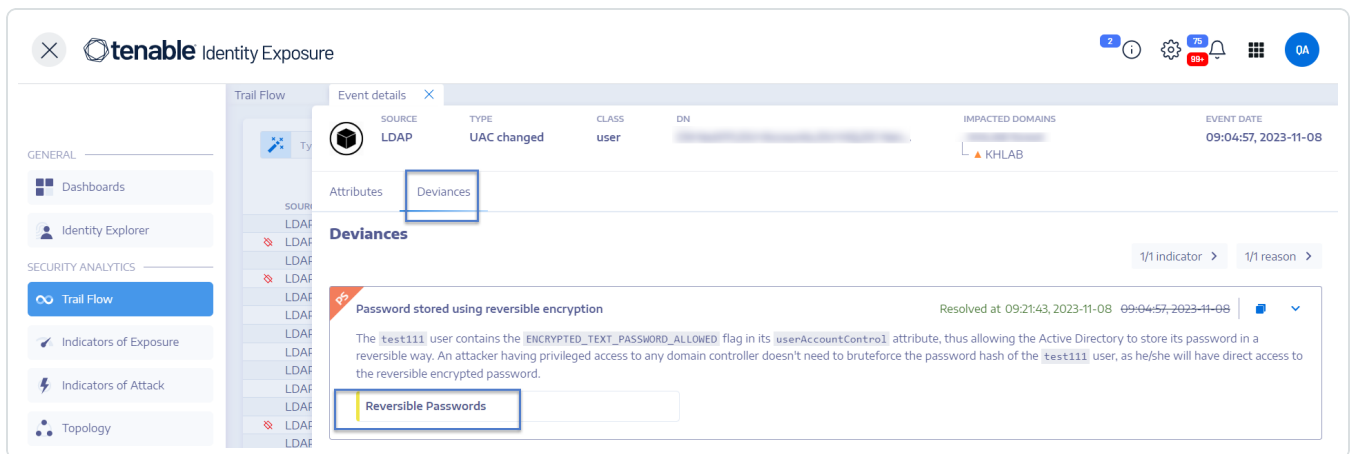 tenable Identity Exposure
2
75
99+
QA
Trail Flow
Event details
GENERAL
Dashboards
Identity Explorer
SECURITY ANALYTICS
Trail Flow
Indicators of Exposure
Indicators of Attack
Topology
Ty
SOUR
LDAP
LDAP
LDAP
LDAP
LDAP
LDAP
LDAP
LDAP
LDAP
LDAP
LDAP
LDAP
LDAP
SOURCE TYPE CLASS DN IMPACTED DOMAINS EVENT DATE
LDAP UAC changed user 09:04:57, 2023-11-08
KHLAB
Attributes Deviances
Deviances
1/1 indicator 1/1 reason
PS
Password stored using reversible encryption Resolved at 09:21:43, 2023-11-08 09:04:57, 2023-11-08
The test111 user contains the ENCRYPTED_TEXT_PASSWORD_ALLOWED flag in its userAccountControl attribute, thus allowing the Active Directory to store its password in a
reversible way. An attacker having privileged access to any domain controller doesn't need to bruteforce the password hash of the test111 user, as he/she will have direct access to
the reversible encrypted password.
Reversible Passwords